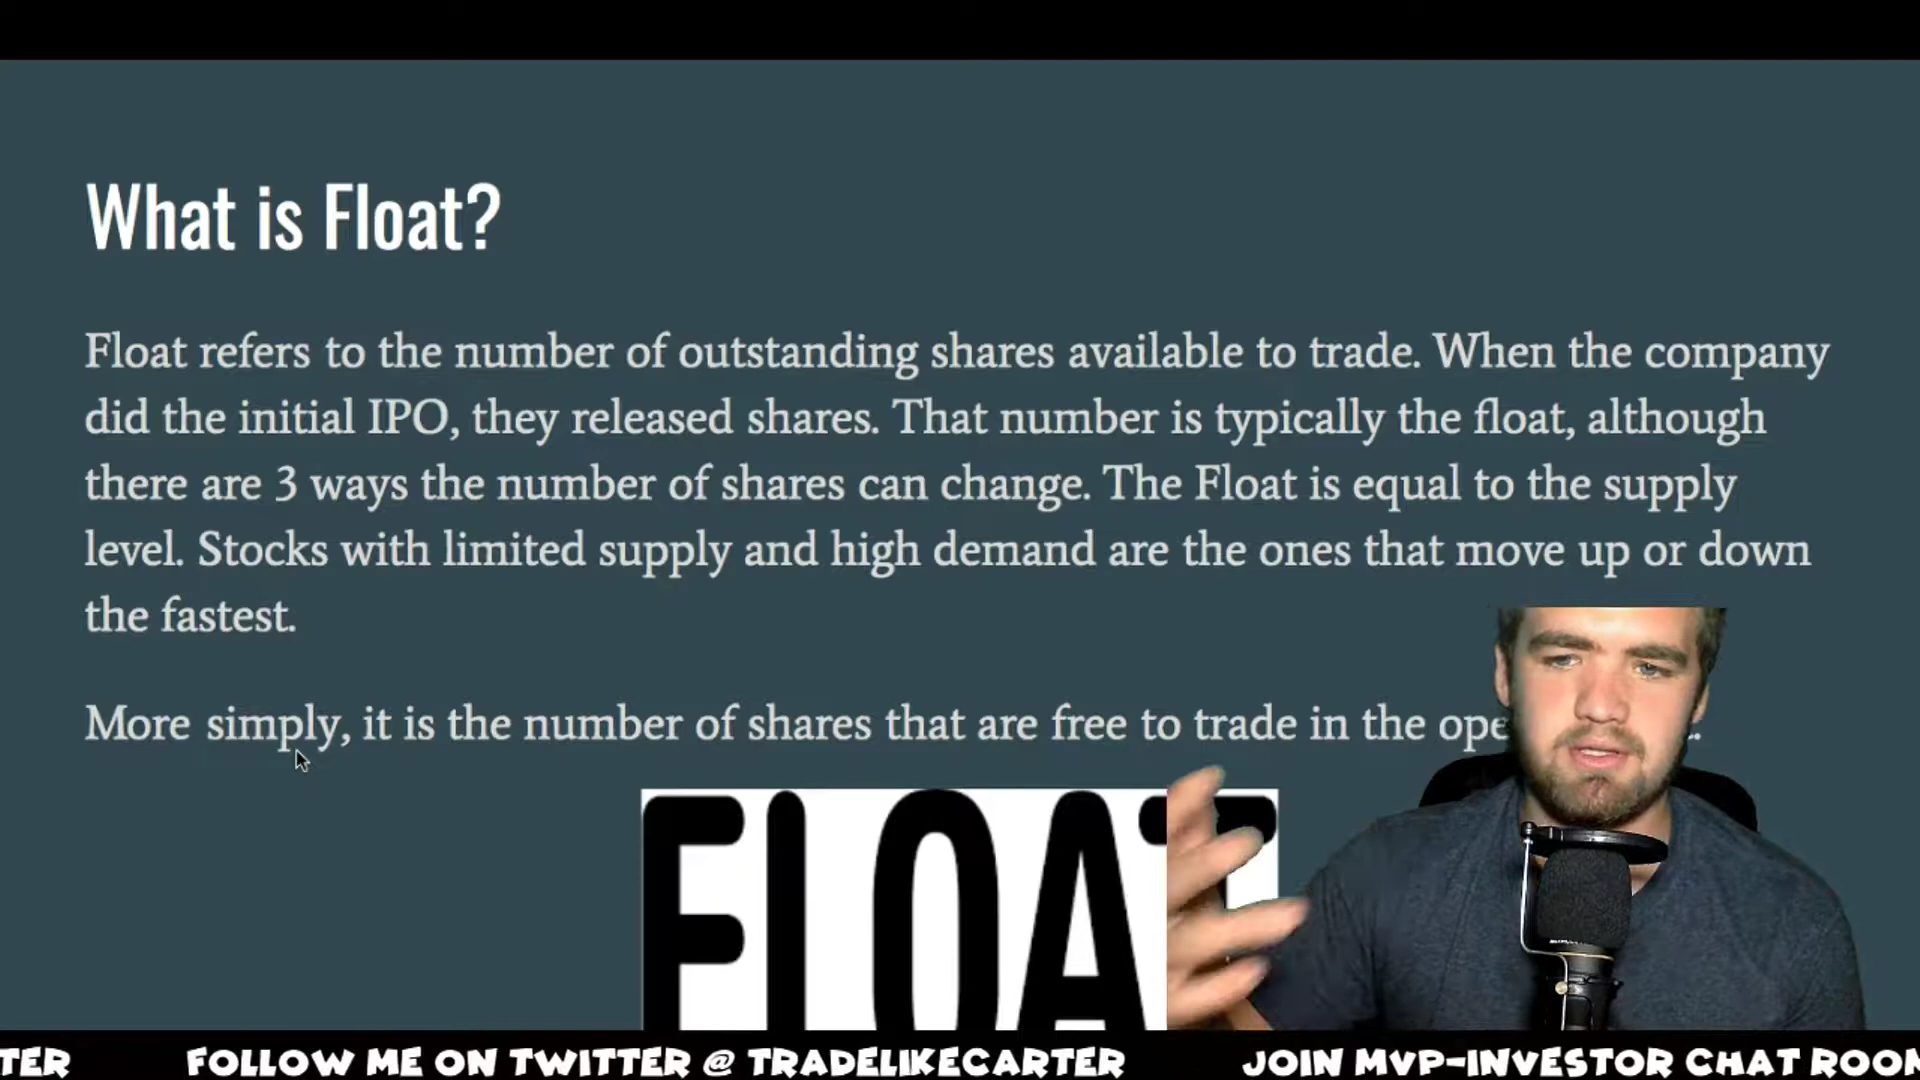 What is Float?
Float refers to the number of outstanding shares available to trade. When the company
did the initial IPO, they released shares. That number is typically the float, although
there are 3 ways the number of shares can change. The Float is equal to the supply
level. Stocks with limited supply and high demand are the ones that move up or down
the fastest.
More simply, it is the number of shares that are free to trade in the
FLOAT
FOLLOW ME ON TWITTER @ TRADELIKECARTER JOIN MVP-INVESTOR CHAT